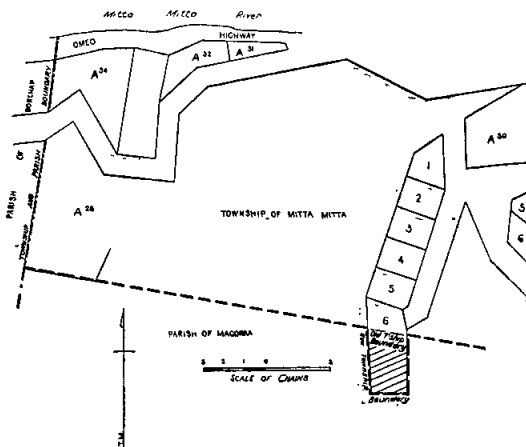 Mitta Mitta River
OMEO HIGHWAY
A34
A32
A31
A30
PARISH OF
BOUNDARY
TOWNSHIP AND PARISH
A28
TOWNSHIP OF MITTA MITTA
1
2
3
4
5
6
5
6
Old T'ship
Boundary
PARISH OF MAGORRA
SCALE OF CHAINS
TOWNSHIP
Boundary